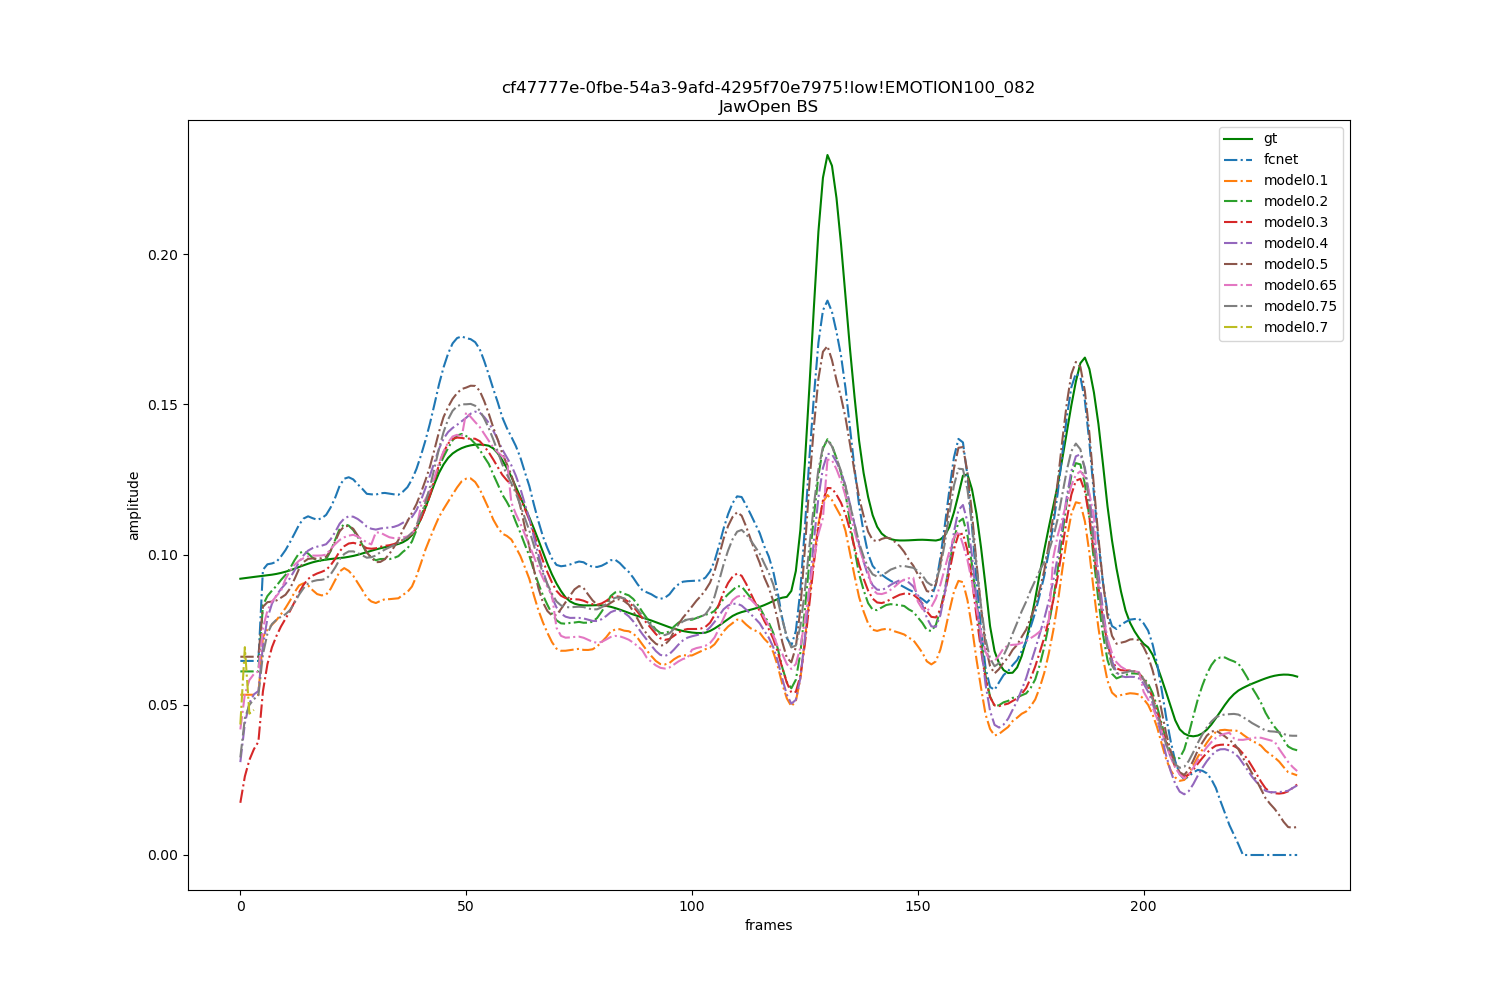 cf47777e-0fbe-54a3-9afd-4295f70e7975!low!EMOTION100_082
JawOpen BS
gt
fcnet
model0.1
model0.2
model0.3
model0.4
model0.5
model0.65
model0.75
model0.7
amplitude
0.20
0.15
0.10
0.05
0.00
0
50
100
150
200
frames